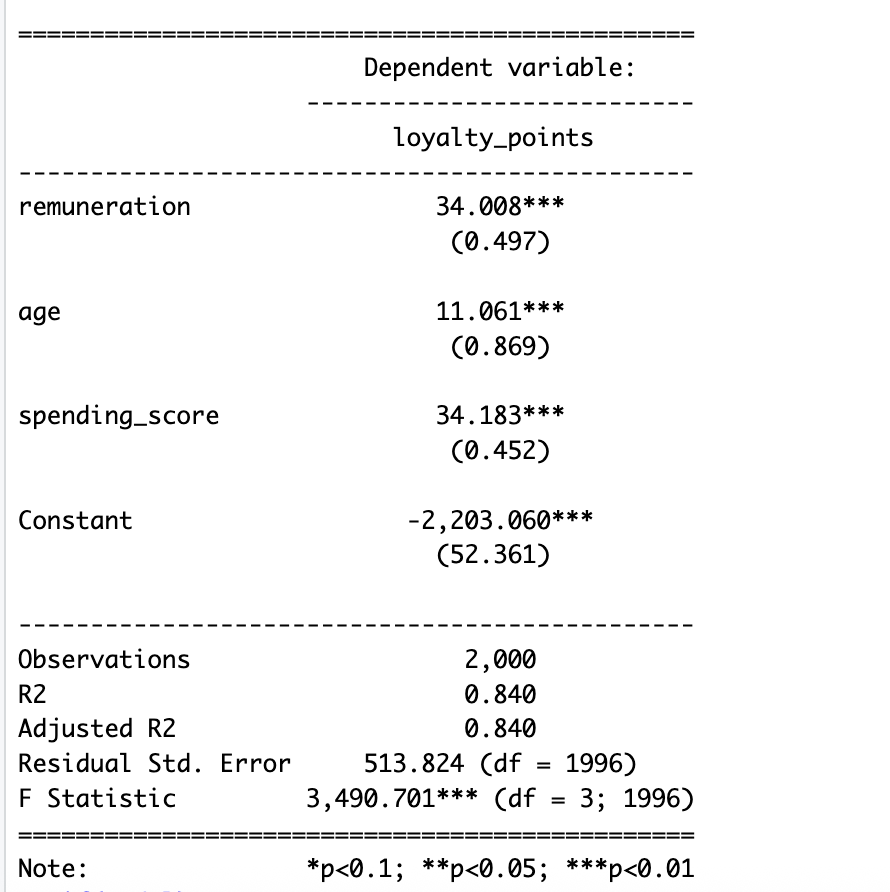 ===============================================
Dependent variable:
---------------------------
loyalty_points
-----------------------------------------------
remuneration 34.008***
(0.497)
age 11.061***
(0.869)
spending_score 34.183***
(0.452)
Constant -2,203.060***
(52.361)
-----------------------------------------------
Observations 2,000
R2 0.840
Adjusted R2 0.840
Residual Std. Error 513.824 (df = 1996)
F Statistic 3,490.701*** (df = 3; 1996)
===============================================
Note: *p<0.1; **p<0.05; ***p<0.01